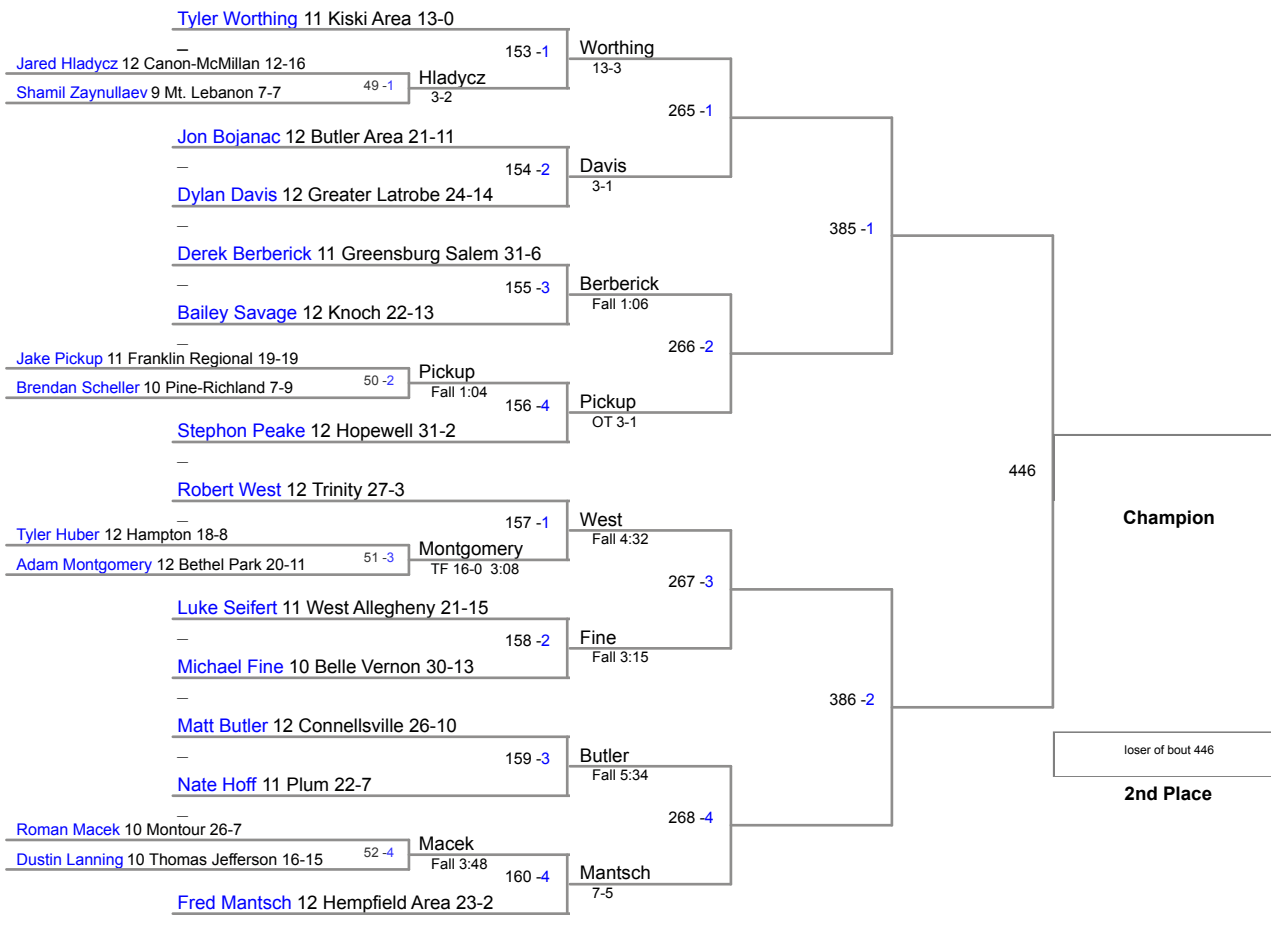 Tyler Worthing 11 Kiski Area 13-0
–
153 -1
Worthing
13-3
Jared Hladycz 12 Canon-McMillan 12-16
Shamil Zaynullaev 9 Mt. Lebanon 7-7
49 -1
Hladycz
3-2
265 -1
Jon Bojanac 12 Butler Area 21-11
–
154 -2
Davis
3-1
Dylan Davis 12 Greater Latrobe 24-14
–
385 -1
Derek Berberick 11 Greensburg Salem 31-6
–
155 -3
Berberick
Fall 1:06
Bailey Savage 12 Knoch 22-13
–
266 -2
Jake Pickup 11 Franklin Regional 19-19
Brendan Scheller 10 Pine-Richland 7-9
50 -2
Pickup
Fall 1:04
156 -4
Pickup
OT 3-1
Stephon Peake 12 Hopewell 31-2
–
446
Champion
Robert West 12 Trinity 27-3
–
157 -1
West
Fall 4:32
Tyler Huber 12 Hampton 18-8
Adam Montgomery 12 Bethel Park 20-11
51 -3
Montgomery
TF 16-0 3:08
267 -3
Luke Seifert 11 West Allegheny 21-15
–
158 -2
Fine
Fall 3:15
Michael Fine 10 Belle Vernon 30-13
–
386 -2
Matt Butler 12 Connellsville 26-10
–
159 -3
Butler
Fall 5:34
loser of bout 446
2nd Place
Nate Hoff 11 Plum 22-7
–
268 -4
Roman Macek 10 Montour 26-7
Dustin Lanning 10 Thomas Jefferson 16-15
52 -4
Macek
Fall 3:48
160 -4
Mantsch
7-5
Fred Mantsch 12 Hempfield Area 23-2